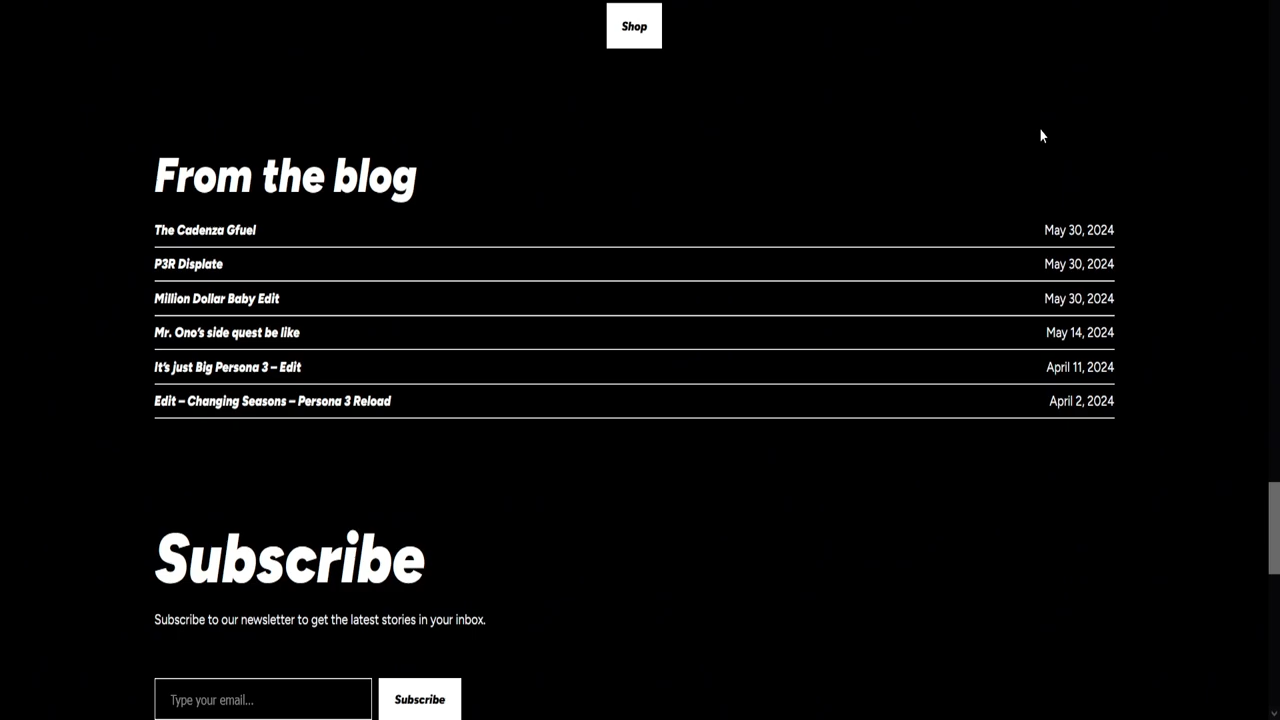 Shop
From the blog
The Cadenza Gfuel May 30, 2024
P3R Displate May 30, 2024
Million Dollar Baby Edit May 30, 2024
Mr. Ono’s side quest be like May 14, 2024
It’s just Big Persona 3 – Edit April 11, 2024
Edit – Changing Seasons – Persona 3 Reload April 2, 2024
Subscribe
Subscribe to our newsletter to get the latest stories in your inbox.
Type your email... Subscribe